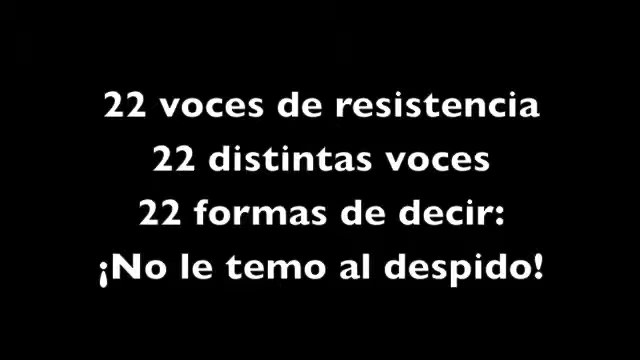 22 voces de resistencia
22 distintas voces
22 formas de decir:
¡No le temo al despido!